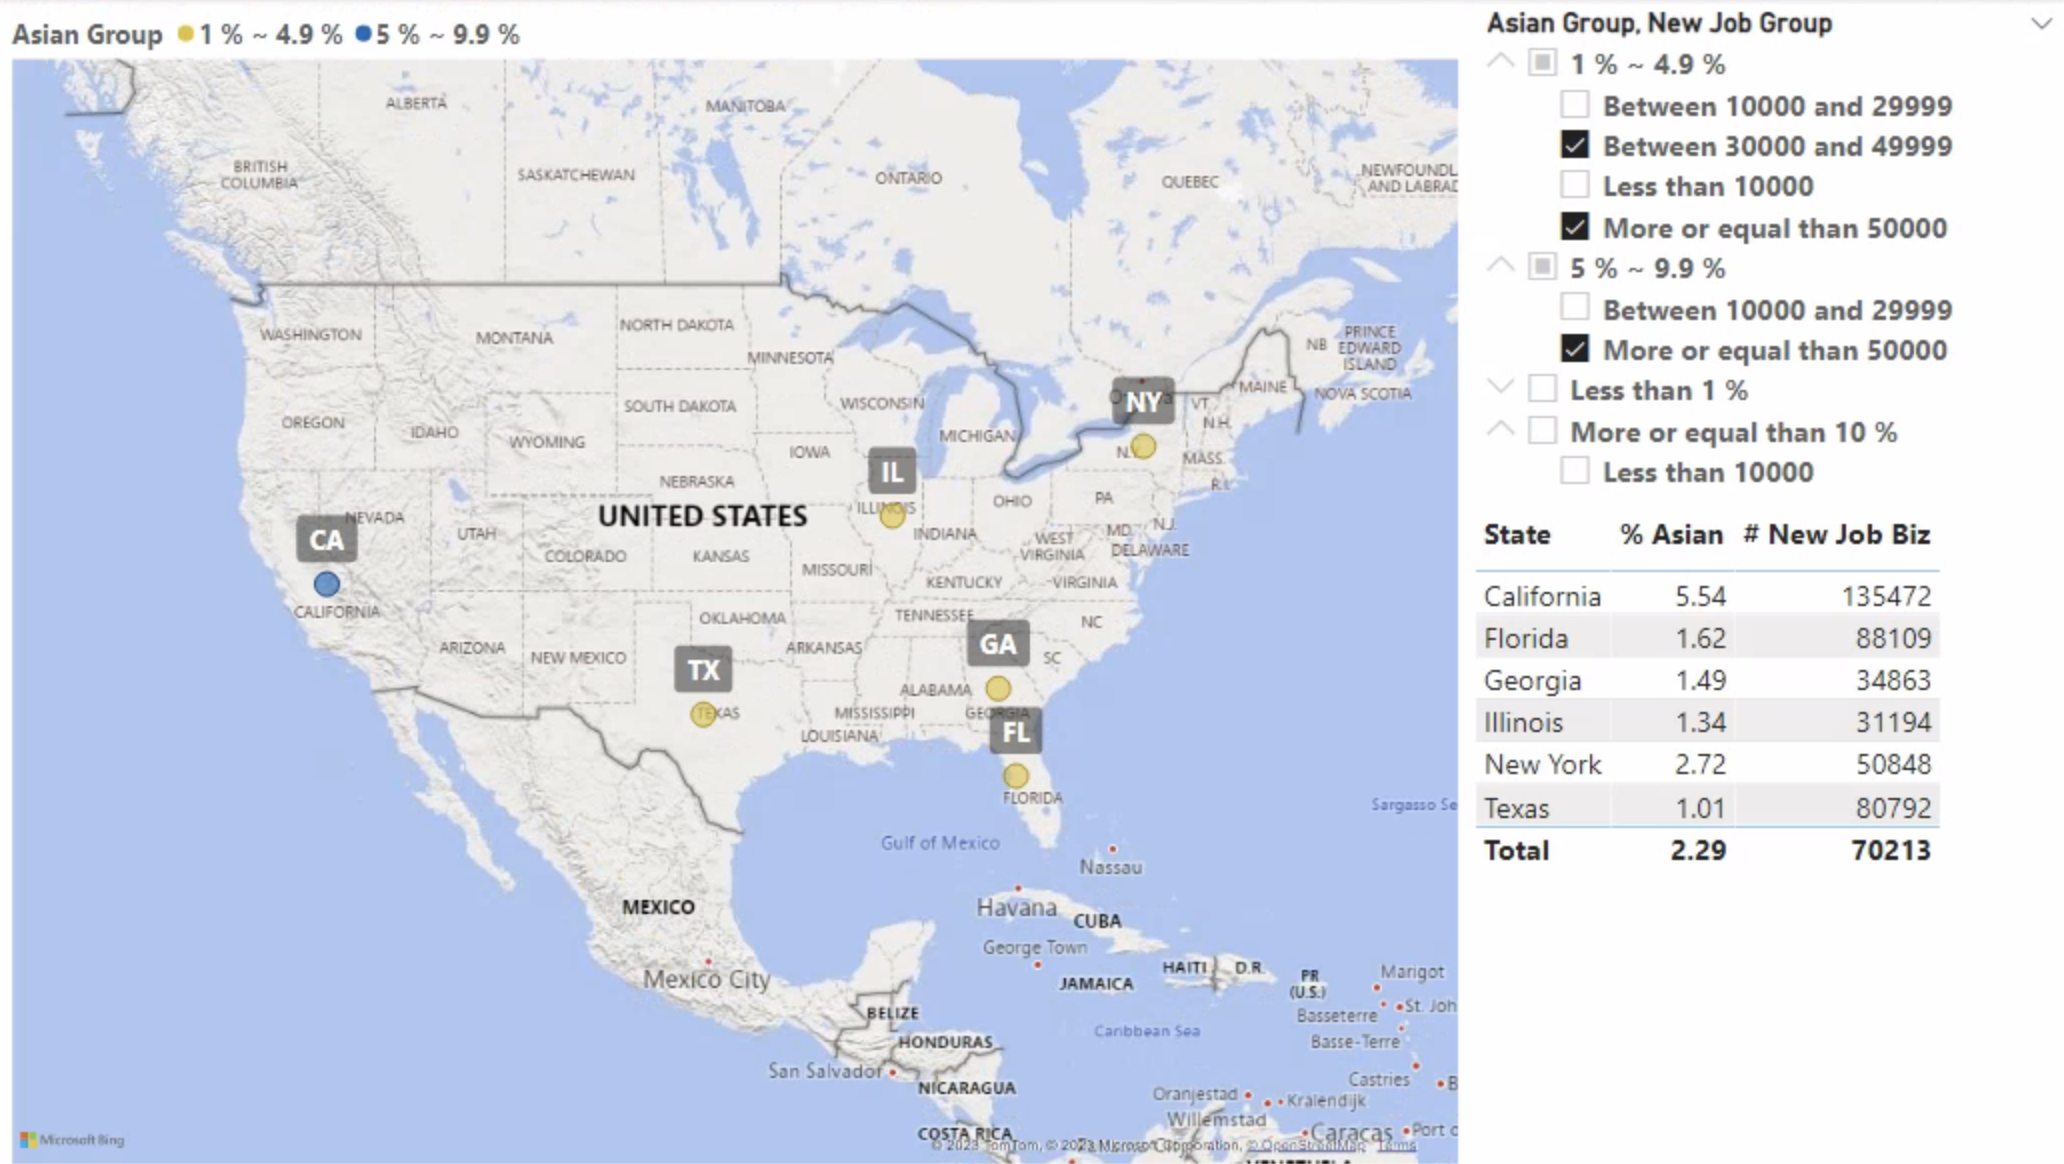 Asian Group 1 % ~ 4.9 % 5 % ~ 9.9 %
ALBERTA
MANITOBA
BRITISH
COLUMBIA
SASKATCHEWAN
ONTARIO
QUEBEC
NEWFOUNDL
AND LABRAD
WASHINGTON
MONTANA
NORTH DAKOTA
MINNESOTA
NB
PRINCE
EDWARD
ISLAND
NOVA SCOTIA
MAINE
NY
VT.
N.H.
OREGON
IDAHO
WYOMING
SOUTH DAKOTA
WISCONSIN
MICHIGAN
IOWA
NEBRASKA
IL
ILLINOIS
MASS.
R.I.
OHIO
PA
N.J.
MD.
DELAWARE
INDIANA
WEST
VIRGINIA
UNITED STATES
NEVADA
CA
CALIFORNIA
UTAH
COLORADO
KANSAS
MISSOURI
KENTUCKY
VIRGINIA
TENNESSEE
NC
OKLAHOMA
ARKANSAS
ARIZONA
NEW MEXICO
TX
TEXAS
GA
SC
ALABAMA
MISSISSIPPI
GEORGIA
LOUISIANA
FL
FLORIDA
Gulf of Mexico
Sargasso Se
Nassau
Havana
CUBA
MEXICO
Mexico City
George Town
JAMAICA
HAITI
D.R.
PR
(U.S.)
Marigot
St. Joh
Basseterre
Basse-Terre
Caribbean Sea
BELIZE
HONDURAS
San Salvador
NICARAGUA
Castries
B
Oranjestad
Kralendijk
Willemstad
Caracas
Port o
COSTA RICA
VENEZUELA
Microsoft Bing
© 2023 TomTom, © 2023 Microsoft Corporation, © OpenStreetMap Terms
Asian Group, New Job Group
1 % ~ 4.9 %
Between 10000 and 29999
Between 30000 and 49999
Less than 10000
More or equal than 50000
5 % ~ 9.9 %
Between 10000 and 29999
More or equal than 50000
Less than 1 %
More or equal than 10 %
Less than 10000
State % Asian # New Job Biz
California 5.54 135472
Florida 1.62 88109
Georgia 1.49 34863
Illinois 1.34 31194
New York 2.72 50848
Texas 1.01 80792
Total 2.29 70213